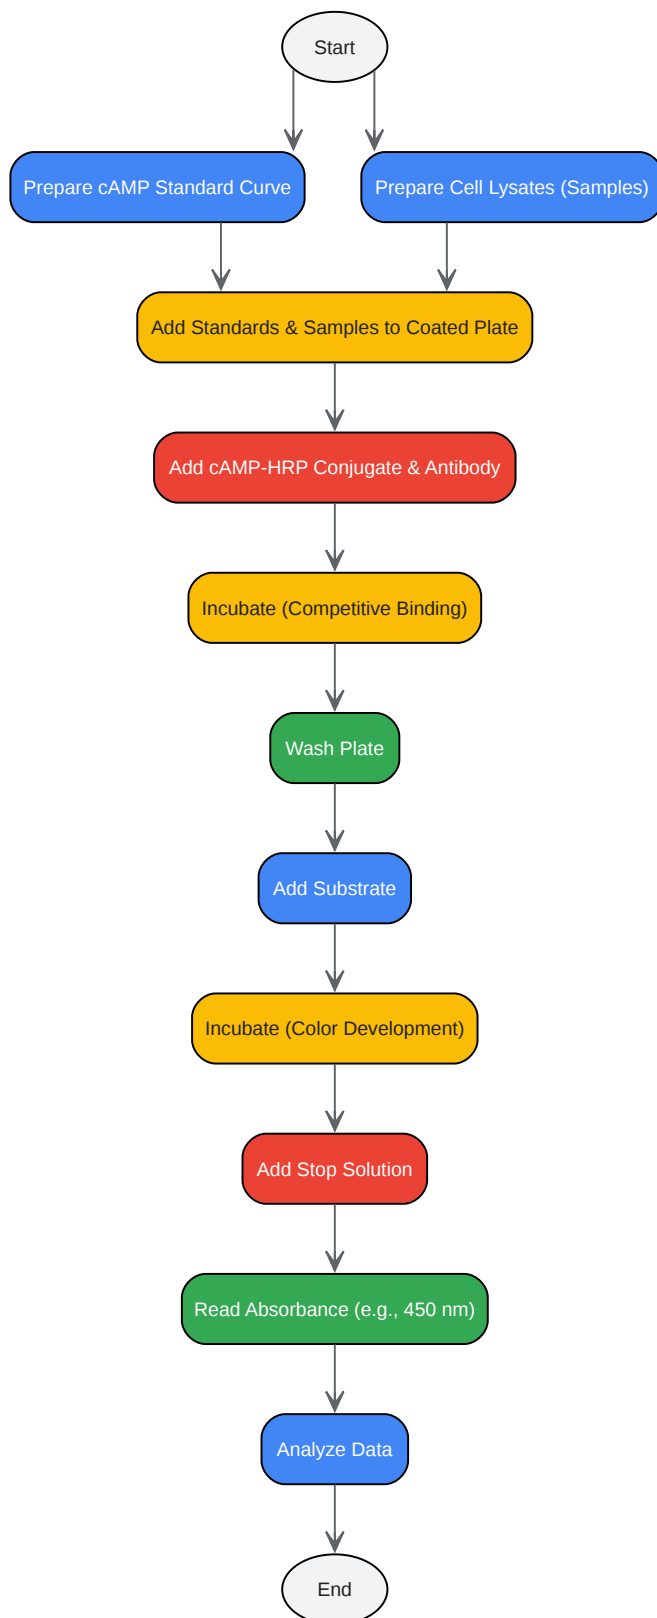 Start
Prepare cAMP Standard Curve
Prepare Cell Lysates (Samples)
Add Standards & Samples to Coated Plate
Add cAMP-HRP Conjugate & Antibody
Incubate (Competitive Binding)
Wash Plate
Add Substrate
Incubate (Color Development)
Add Stop Solution
Read Absorbance (e.g., 450 nm)
Analyze Data
End